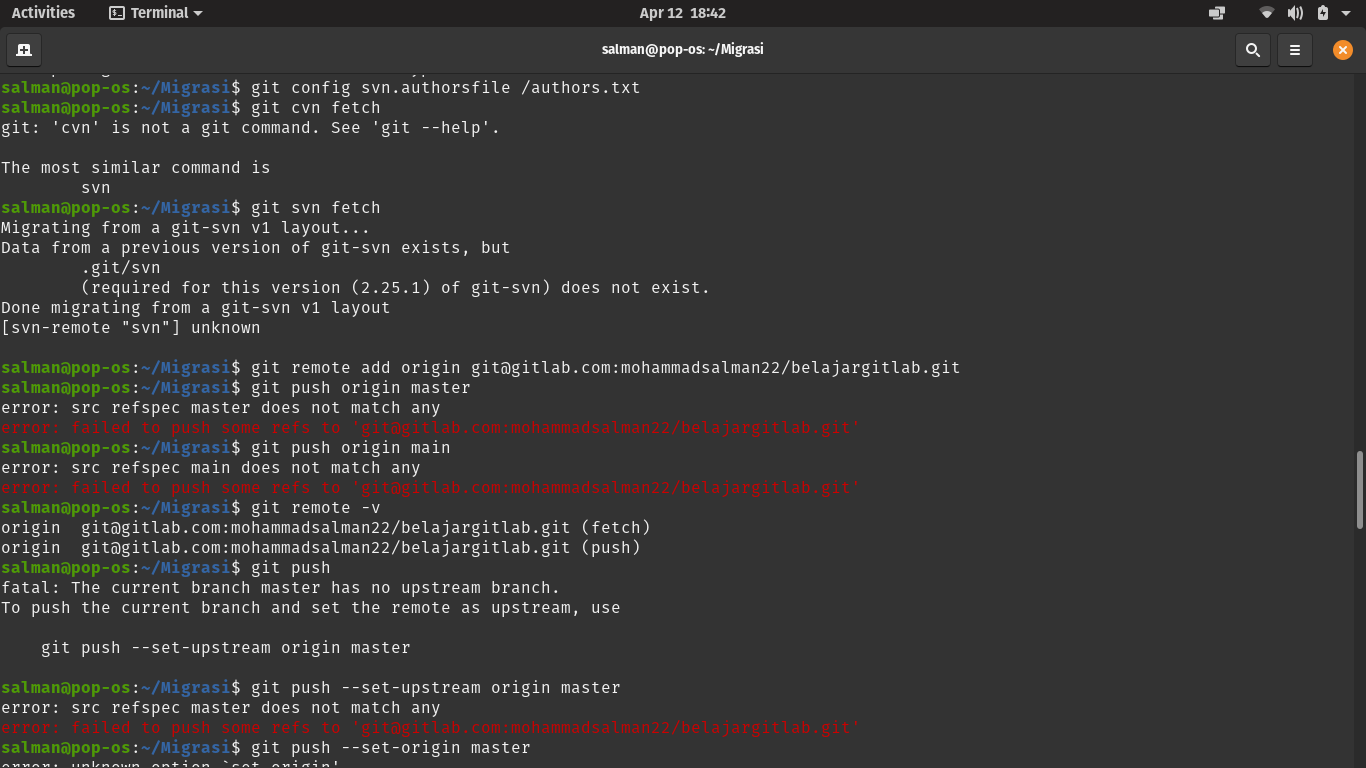 Activities Terminal Apr 12 18:42
salman@pop-os: ~/Migrasi
salman@pop-os:~/Migrasi$ git config svn.authorsfile /authors.txt
salman@pop-os:~/Migrasi$ git cvn fetch
git: 'cvn' is not a git command. See 'git --help'.
The most similar command is
svn
salman@pop-os:~/Migrasi$ git svn fetch
Migrating from a git-svn v1 layout...
Data from a previous version of git-svn exists, but
.git/svn
(required for this version (2.25.1) of git-svn) does not exist.
Done migrating from a git-svn v1 layout
[svn-remote "svn"] unknown
salman@pop-os:~/Migrasi$ git remote add origin git@gitlab.com:mohammadsalman22/belajargitlab.git
salman@pop-os:~/Migrasi$ git push origin master
error: src refspec master does not match any
error: failed to push some refs to 'git@gitlab.com:mohammadsalman22/belajargitlab.git'
salman@pop-os:~/Migrasi$ git push origin main
error: src refspec main does not match any
error: failed to push some refs to 'git@gitlab.com:mohammadsalman22/belajargitlab.git'
salman@pop-os:~/Migrasi$ git remote -v
origin git@gitlab.com:mohammadsalman22/belajargitlab.git (fetch)
origin git@gitlab.com:mohammadsalman22/belajargitlab.git (push)
salman@pop-os:~/Migrasi$ git push
fatal: The current branch master has no upstream branch.
To push the current branch and set the remote as upstream, use
git push --set-upstream origin master
salman@pop-os:~/Migrasi$ git push --set-upstream origin master
error: src refspec master does not match any
error: failed to push some refs to 'git@gitlab.com:mohammadsalman22/belajargitlab.git'
salman@pop-os:~/Migrasi$ git push --set-origin master
error: unknown option `set-origin'